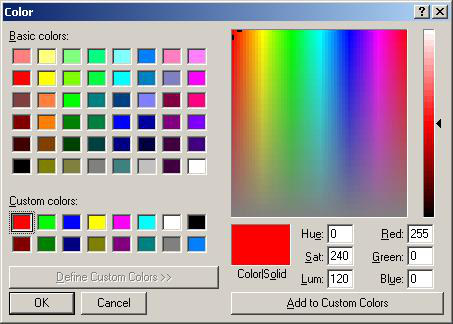 Color
Basic colors:
Custom colors:
Define Custom Colors >>
OK
Cancel
Color|Solid
Hue: 0
Sat: 240
Lum: 120
Red: 255
Green: 0
Blue: 0
Add to Custom Colors